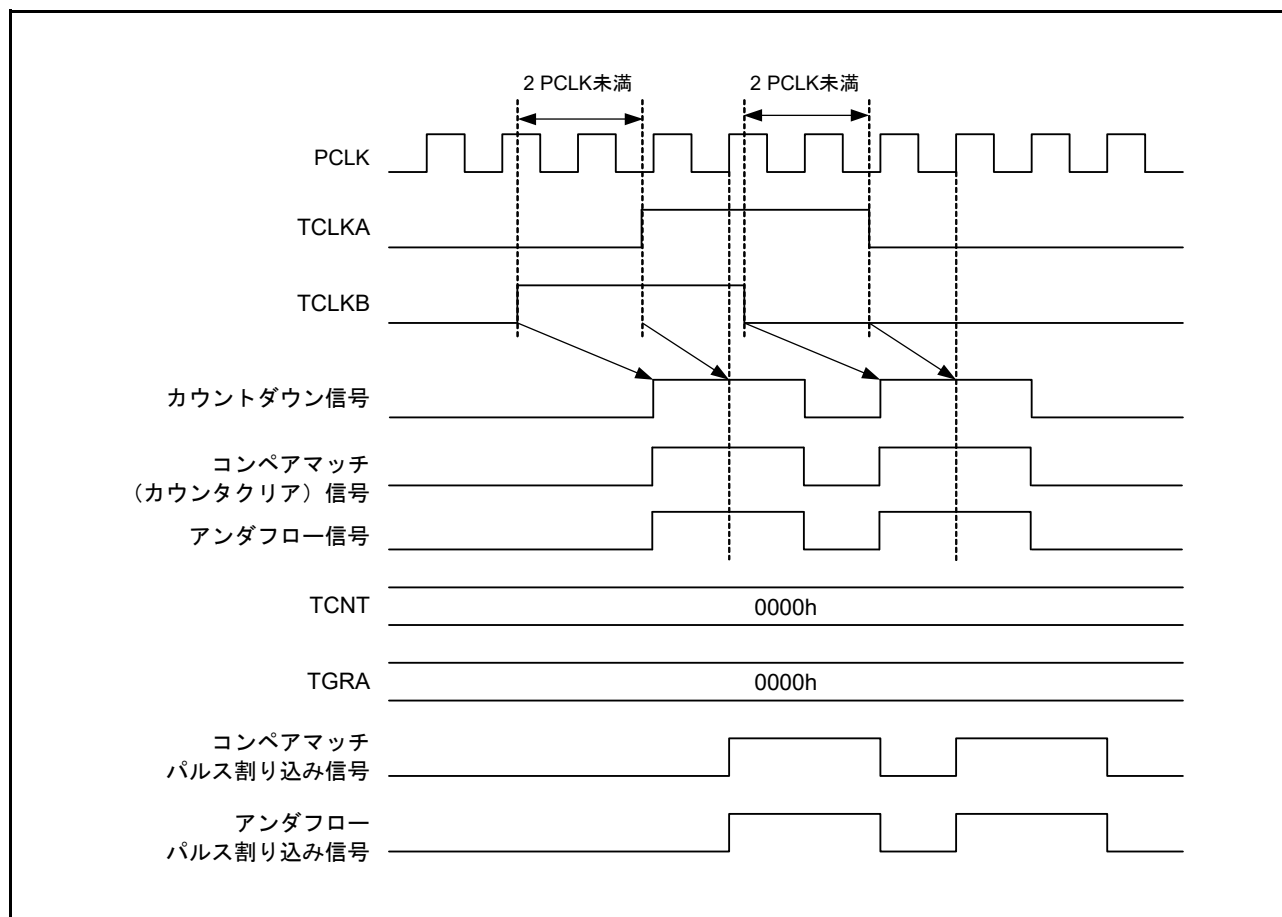 2 PCLK未満
2 PCLK未満
PCLK
TCLKA
TCLKB
カウントダウン信号
コンペアマッチ
（カウンタクリア）信号
アンダフロー信号
TCNT
0000h
TGRA
0000h
コンペアマッチ
パルス割り込み信号
アンダフロー
パルス割り込み信号